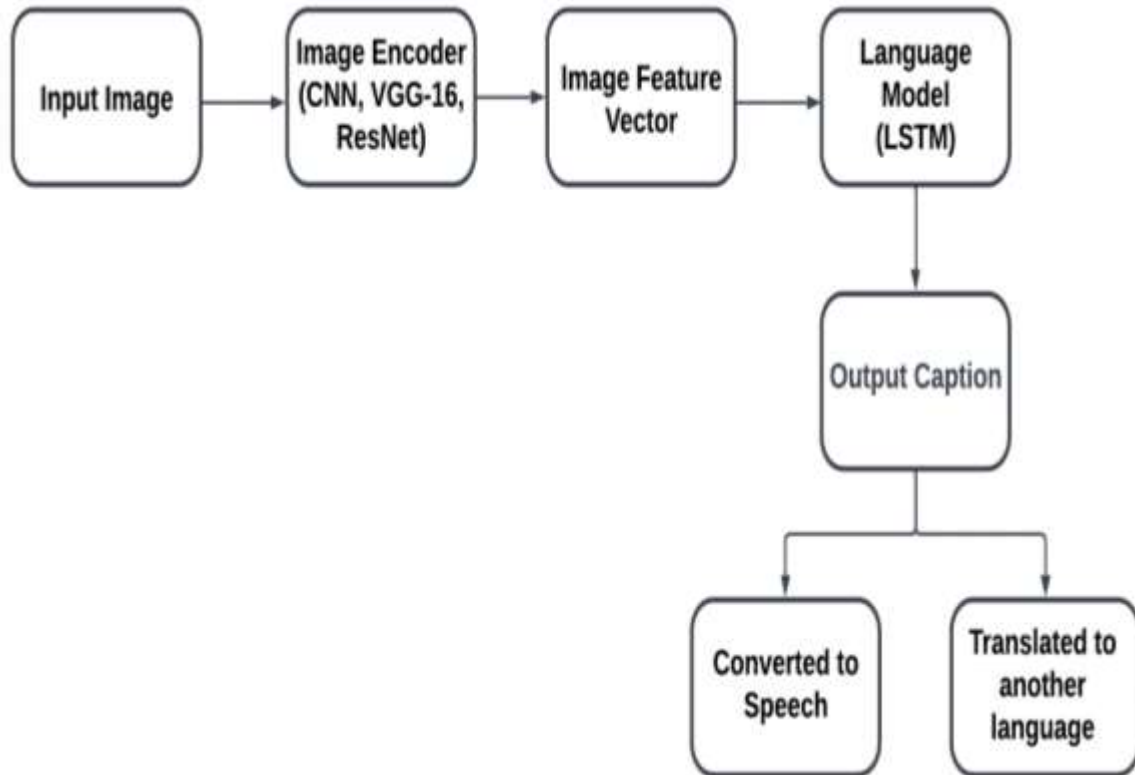 Input Image
Image Encoder
(CNN, VGG-16,
ResNet)
Image Feature
Vector
Language
Model
(LSTM)
Output Caption
Converted to
Speech
Translated to
another
language